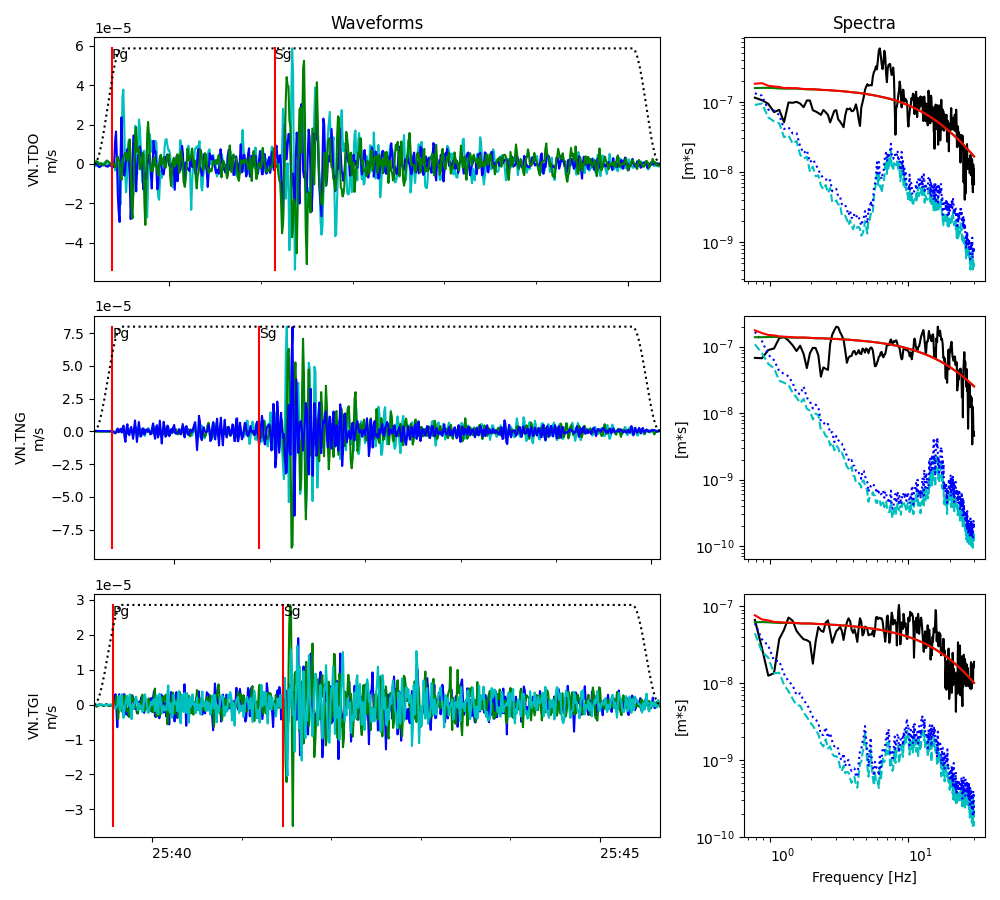 Waveforms
Spectra
1e−5
6
4
2
0
−2
−4
VN.TDO
m/s
Pg
Sg
10⁻⁷
10⁻⁸
10⁻⁹
[m*s]
1e−5
7.5
5.0
2.5
0.0
−2.5
−5.0
−7.5
VN.TNG
m/s
Pg
Sg
10⁻⁷
10⁻⁸
10⁻⁹
10⁻¹⁰
[m*s]
1e−5
3
2
1
0
−1
−2
−3
VN.TGI
m/s
Pg
Sg
25:40
25:45
10⁻⁷
10⁻⁸
10⁻⁹
10⁻¹⁰
[m*s]
10⁰
10¹
Frequency [Hz]